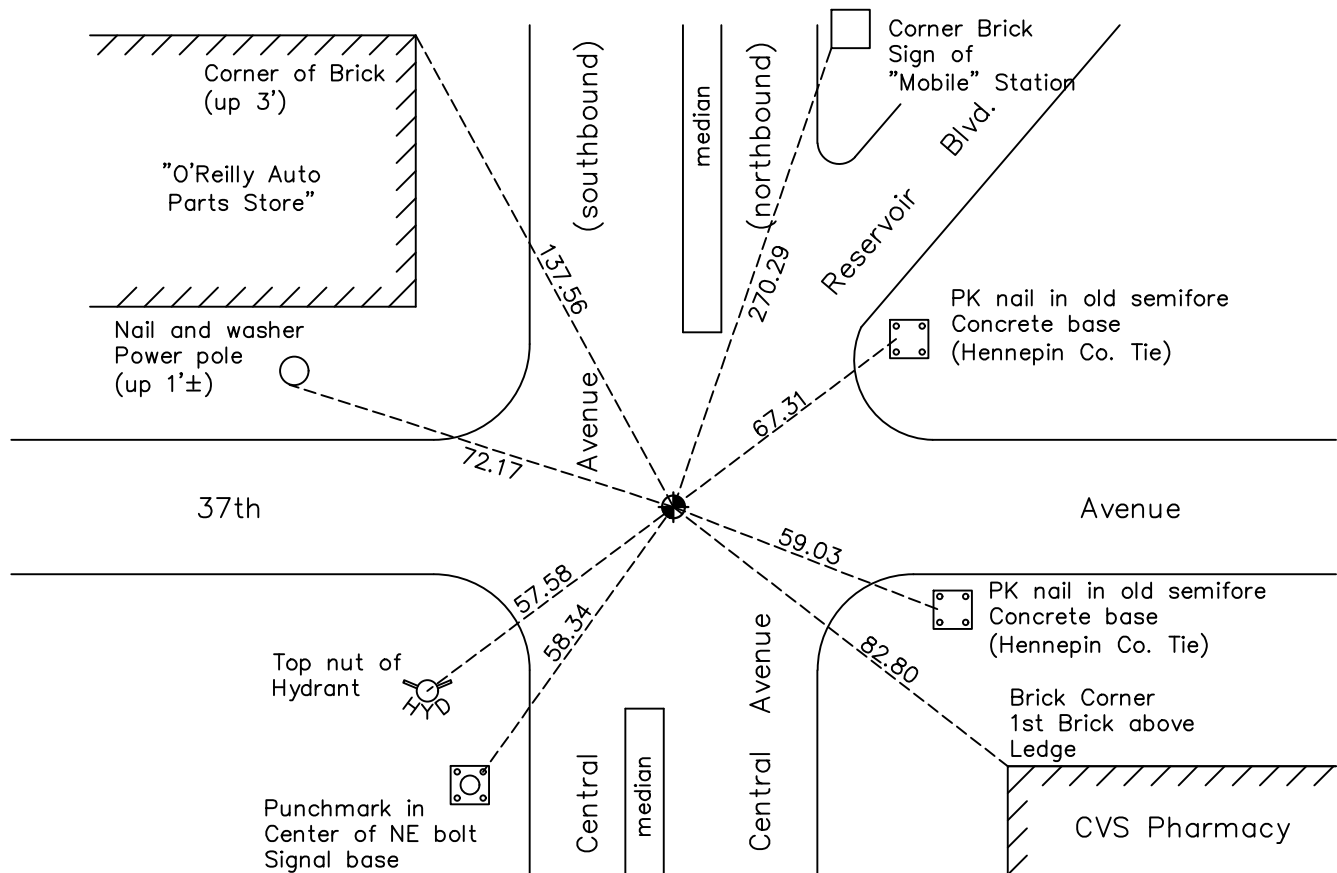 Corner of Brick
(up 3')
"O'Reilly Auto
Parts Store"
(southbound)
median
(northbound)
Corner Brick
Sign of
"Mobile" Station
Reservoir Blvd.
137.56
270.29
Nail and washer
Power pole
(up 1'±)
PK nail in old semifore
Concrete base
(Hennepin Co. Tie)
72.17
Avenue
67.31
37th
Avenue
59.03
57.58
58.34
82.80
PK nail in old semifore
Concrete base
(Hennepin Co. Tie)
Top nut of
Hydrant
HYD
Brick Corner
1st Brick above
Ledge
Punchmark in
Center of NE bolt
Signal base
Central
median
Central Avenue
CVS Pharmacy